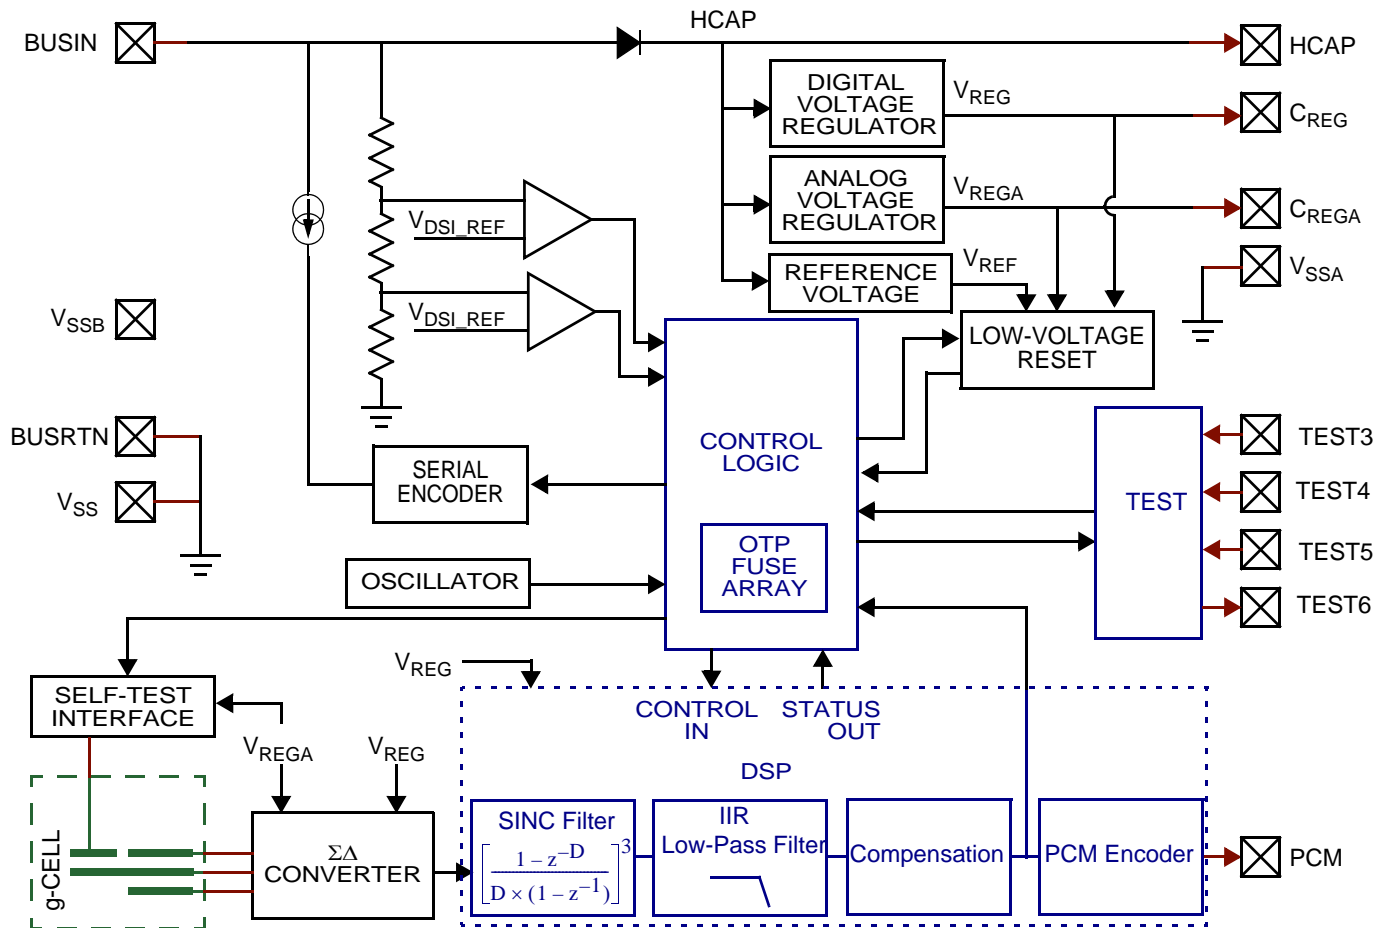 HCAP
BUSIN
HCAP
DIGITAL
VOLTAGE
REGULATOR
VREG
CREG
ANALOG
VOLTAGE
REGULATOR
VREGA
CREGA
VDSI_REF
REFERENCE
VOLTAGE
VREF
VSSA
VSSB
VDSI_REF
LOW-VOLTAGE
RESET
BUSRTN
CONTROL
LOGIC
TEST3
SERIAL
ENCODER
VSS
TEST
TEST4
OTP
FUSE
ARRAY
TEST5
OSCILLATOR
TEST6
VREG
SELF-TEST
INTERFACE
CONTROL
IN
STATUS
OUT
VREGA
VREG
DSP
g-CELL
ΣΔ
CONVERTER
SINC Filter
[(1 – z^-D) / (D × (1 – z^-1))]^3
IIR
Low-Pass Filter
Compensation
PCM Encoder
PCM